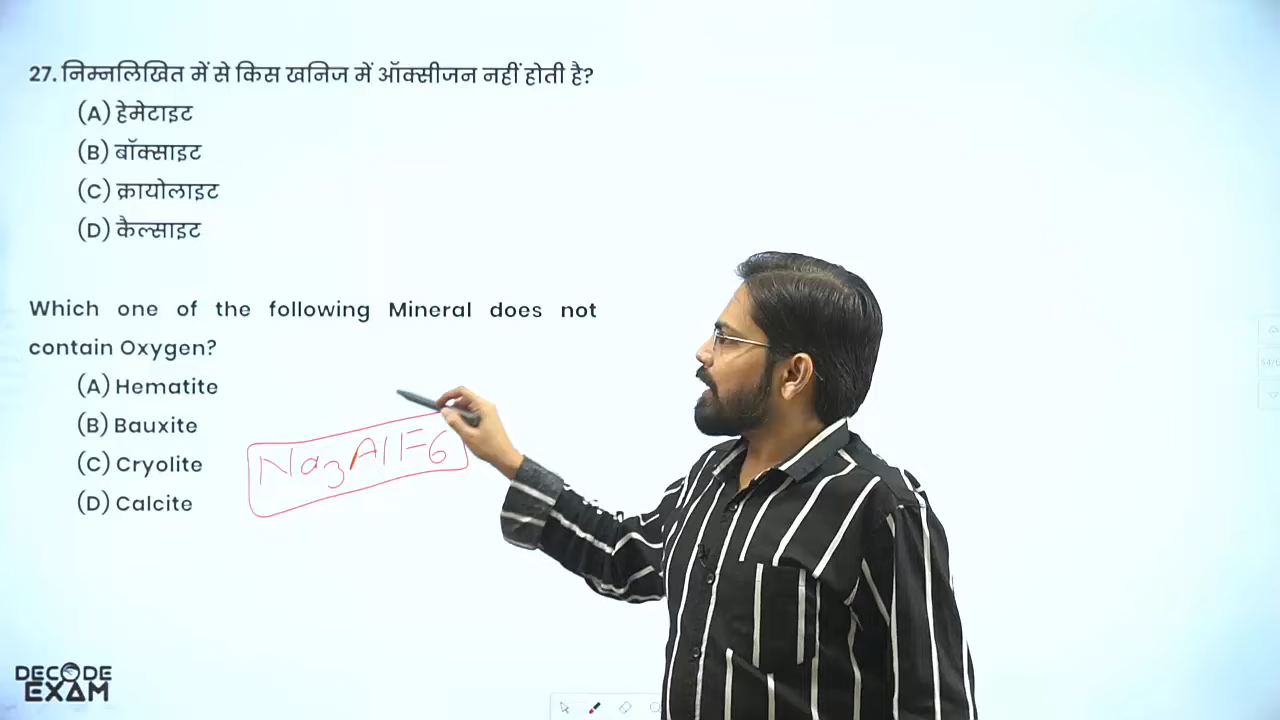 27. निम्नलिखित में से किस खनिज में ऑक्सीजन नहीं होती है?
(A) हेमेटाइट
(B) बॉक्साइट
(C) क्रायोलाइट
(D) कैल्साइट
Which one of the following Mineral does not
contain Oxygen?
(A) Hematite
(B) Bauxite
(C) Cryolite
(D) Calcite
Na3AlF6
DECODE
EXAM